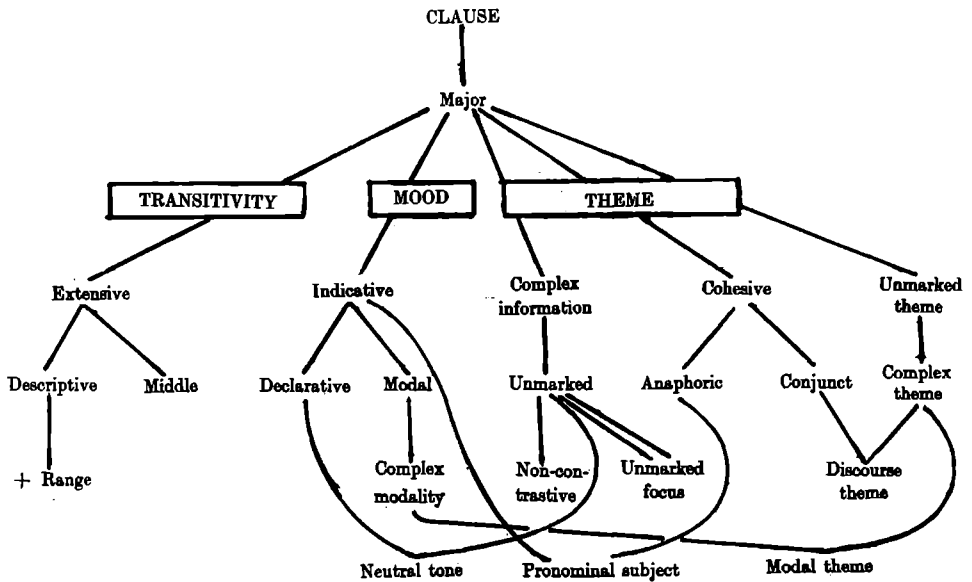 CLAUSE
Major
TRANSITIVITY
MOOD
THEME
Extensive
Indicative
Complex
information
Cohesive
Unmarked
theme
Descriptive
Middle
Declarative
Modal
Unmarked
Anaphoric
Conjunct
Complex
theme
+ Range
Complex
modality
Non-con-
trastive
Unmarked
focus
Discourse
theme
Neutral tone
Pronominal subject
Modal theme